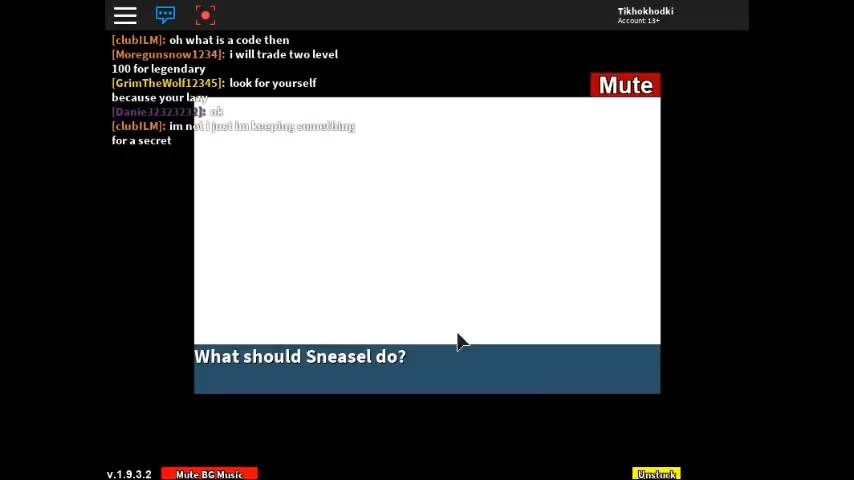 Tikhokhodki
Account: 13+
[clubILM]: oh what is a code then
[Moregunsnow1234]: i will trade two level
100 for legendary
[GrimTheWolf12345]: look for yourself
because your lazy
[Danie32323232]: ok
[clubILM]: im not i just im keeping something
for a secret
Mute
What should Sneasel do?
v.1.9.3.2
Mute BG Music
Unstuck